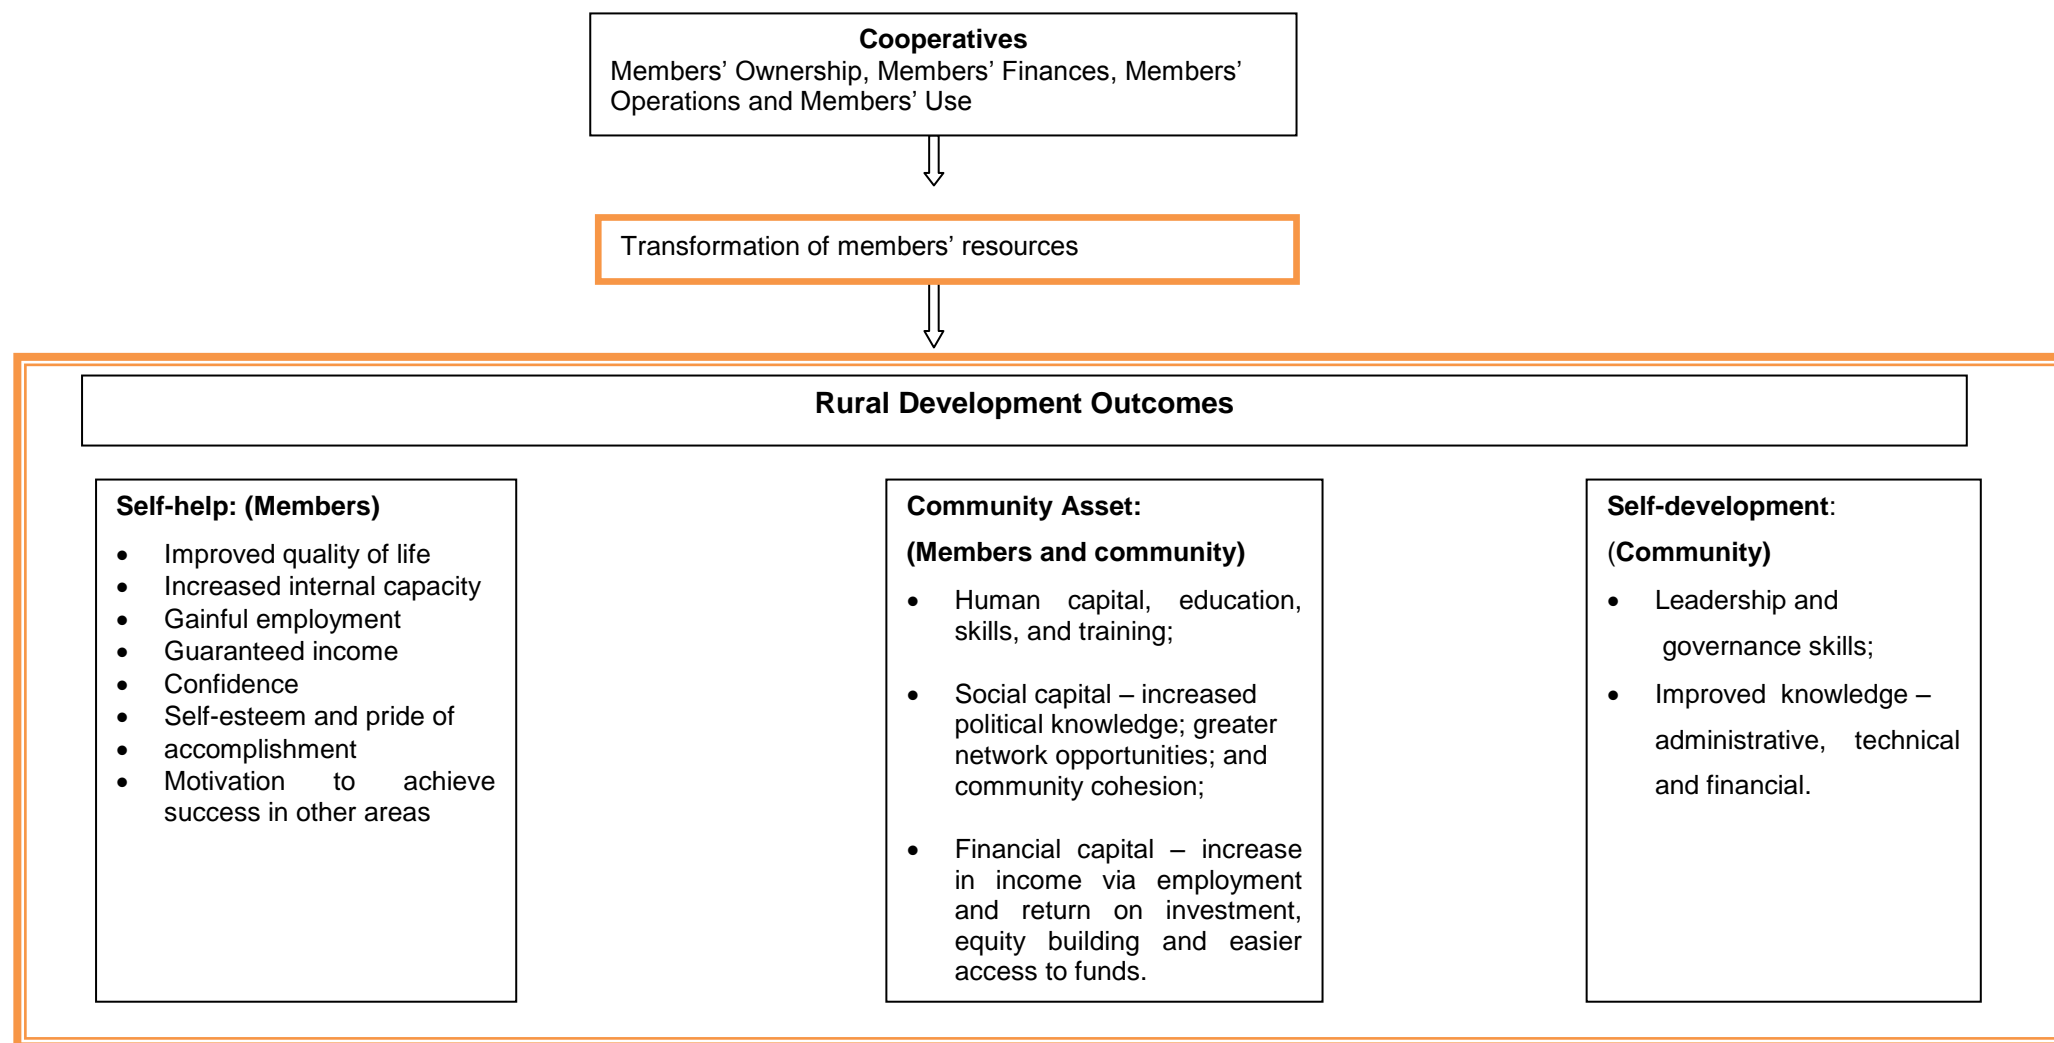 Cooperatives
Members’ Ownership, Members’ Finances, Members’
Operations and Members’ Use
Transformation of members’ resources
Rural Development Outcomes
Self-help: (Members)
• Improved quality of life
• Increased internal capacity
• Gainful employment
• Guaranteed income
• Confidence
• Self-esteem and pride of
• accomplishment
• Motivation to achieve
success in other areas
Community Asset:
(Members and community)
• Human capital, education,
skills, and training;
• Social capital – increased
political knowledge; greater
network opportunities; and
community cohesion;
• Financial capital – increase
in income via employment
and return on investment,
equity building and easier
access to funds.
Self-development:
(Community)
• Leadership and
governance skills;
• Improved knowledge –
administrative, technical
and financial.